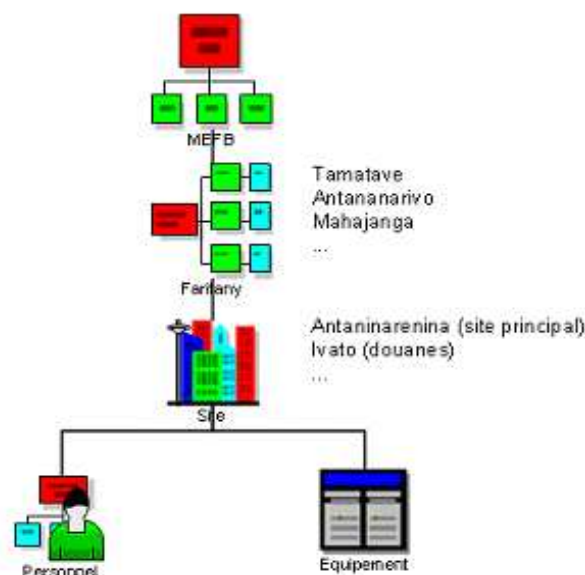 MEFB
Tamatave
Antananarivo
Mahajanga
...
Faritany
Antaninarenina (site principal)
Ivato (douanes)
...
Site
Personnel
Equipement